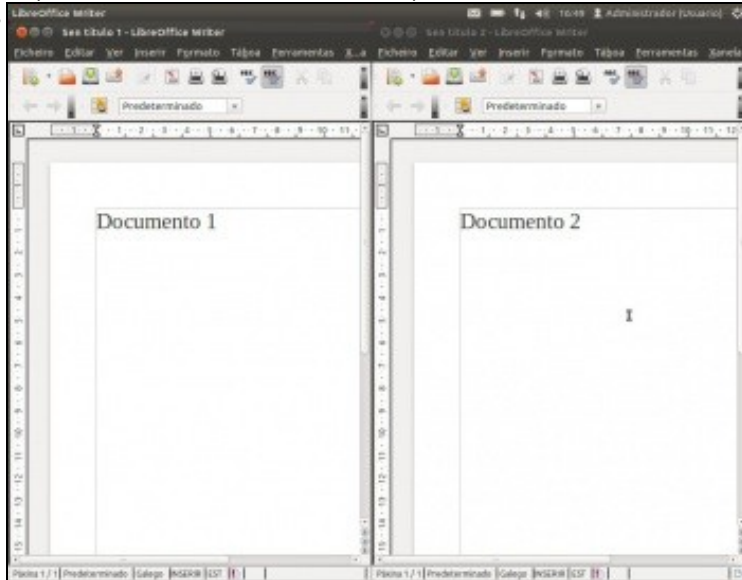 LibreOffice Writer 16:49 Administrador (Usuario)
Sen título 1 - LibreOffice Writer
Ficheiro Editar Ver Inserir Formato Táboa Ferramentas X...a
Predeterminado
Documento 1
Páxina 1 / 1 Predeterminado Galego INSERIR EST
Sen título 2 - LibreOffice Writer
Ficheiro Editar Ver Inserir Formato Táboa Ferramentas Xanela
Predeterminado
Documento 2
Páxina 1 / 1 Predeterminado Galego INSERIR EST